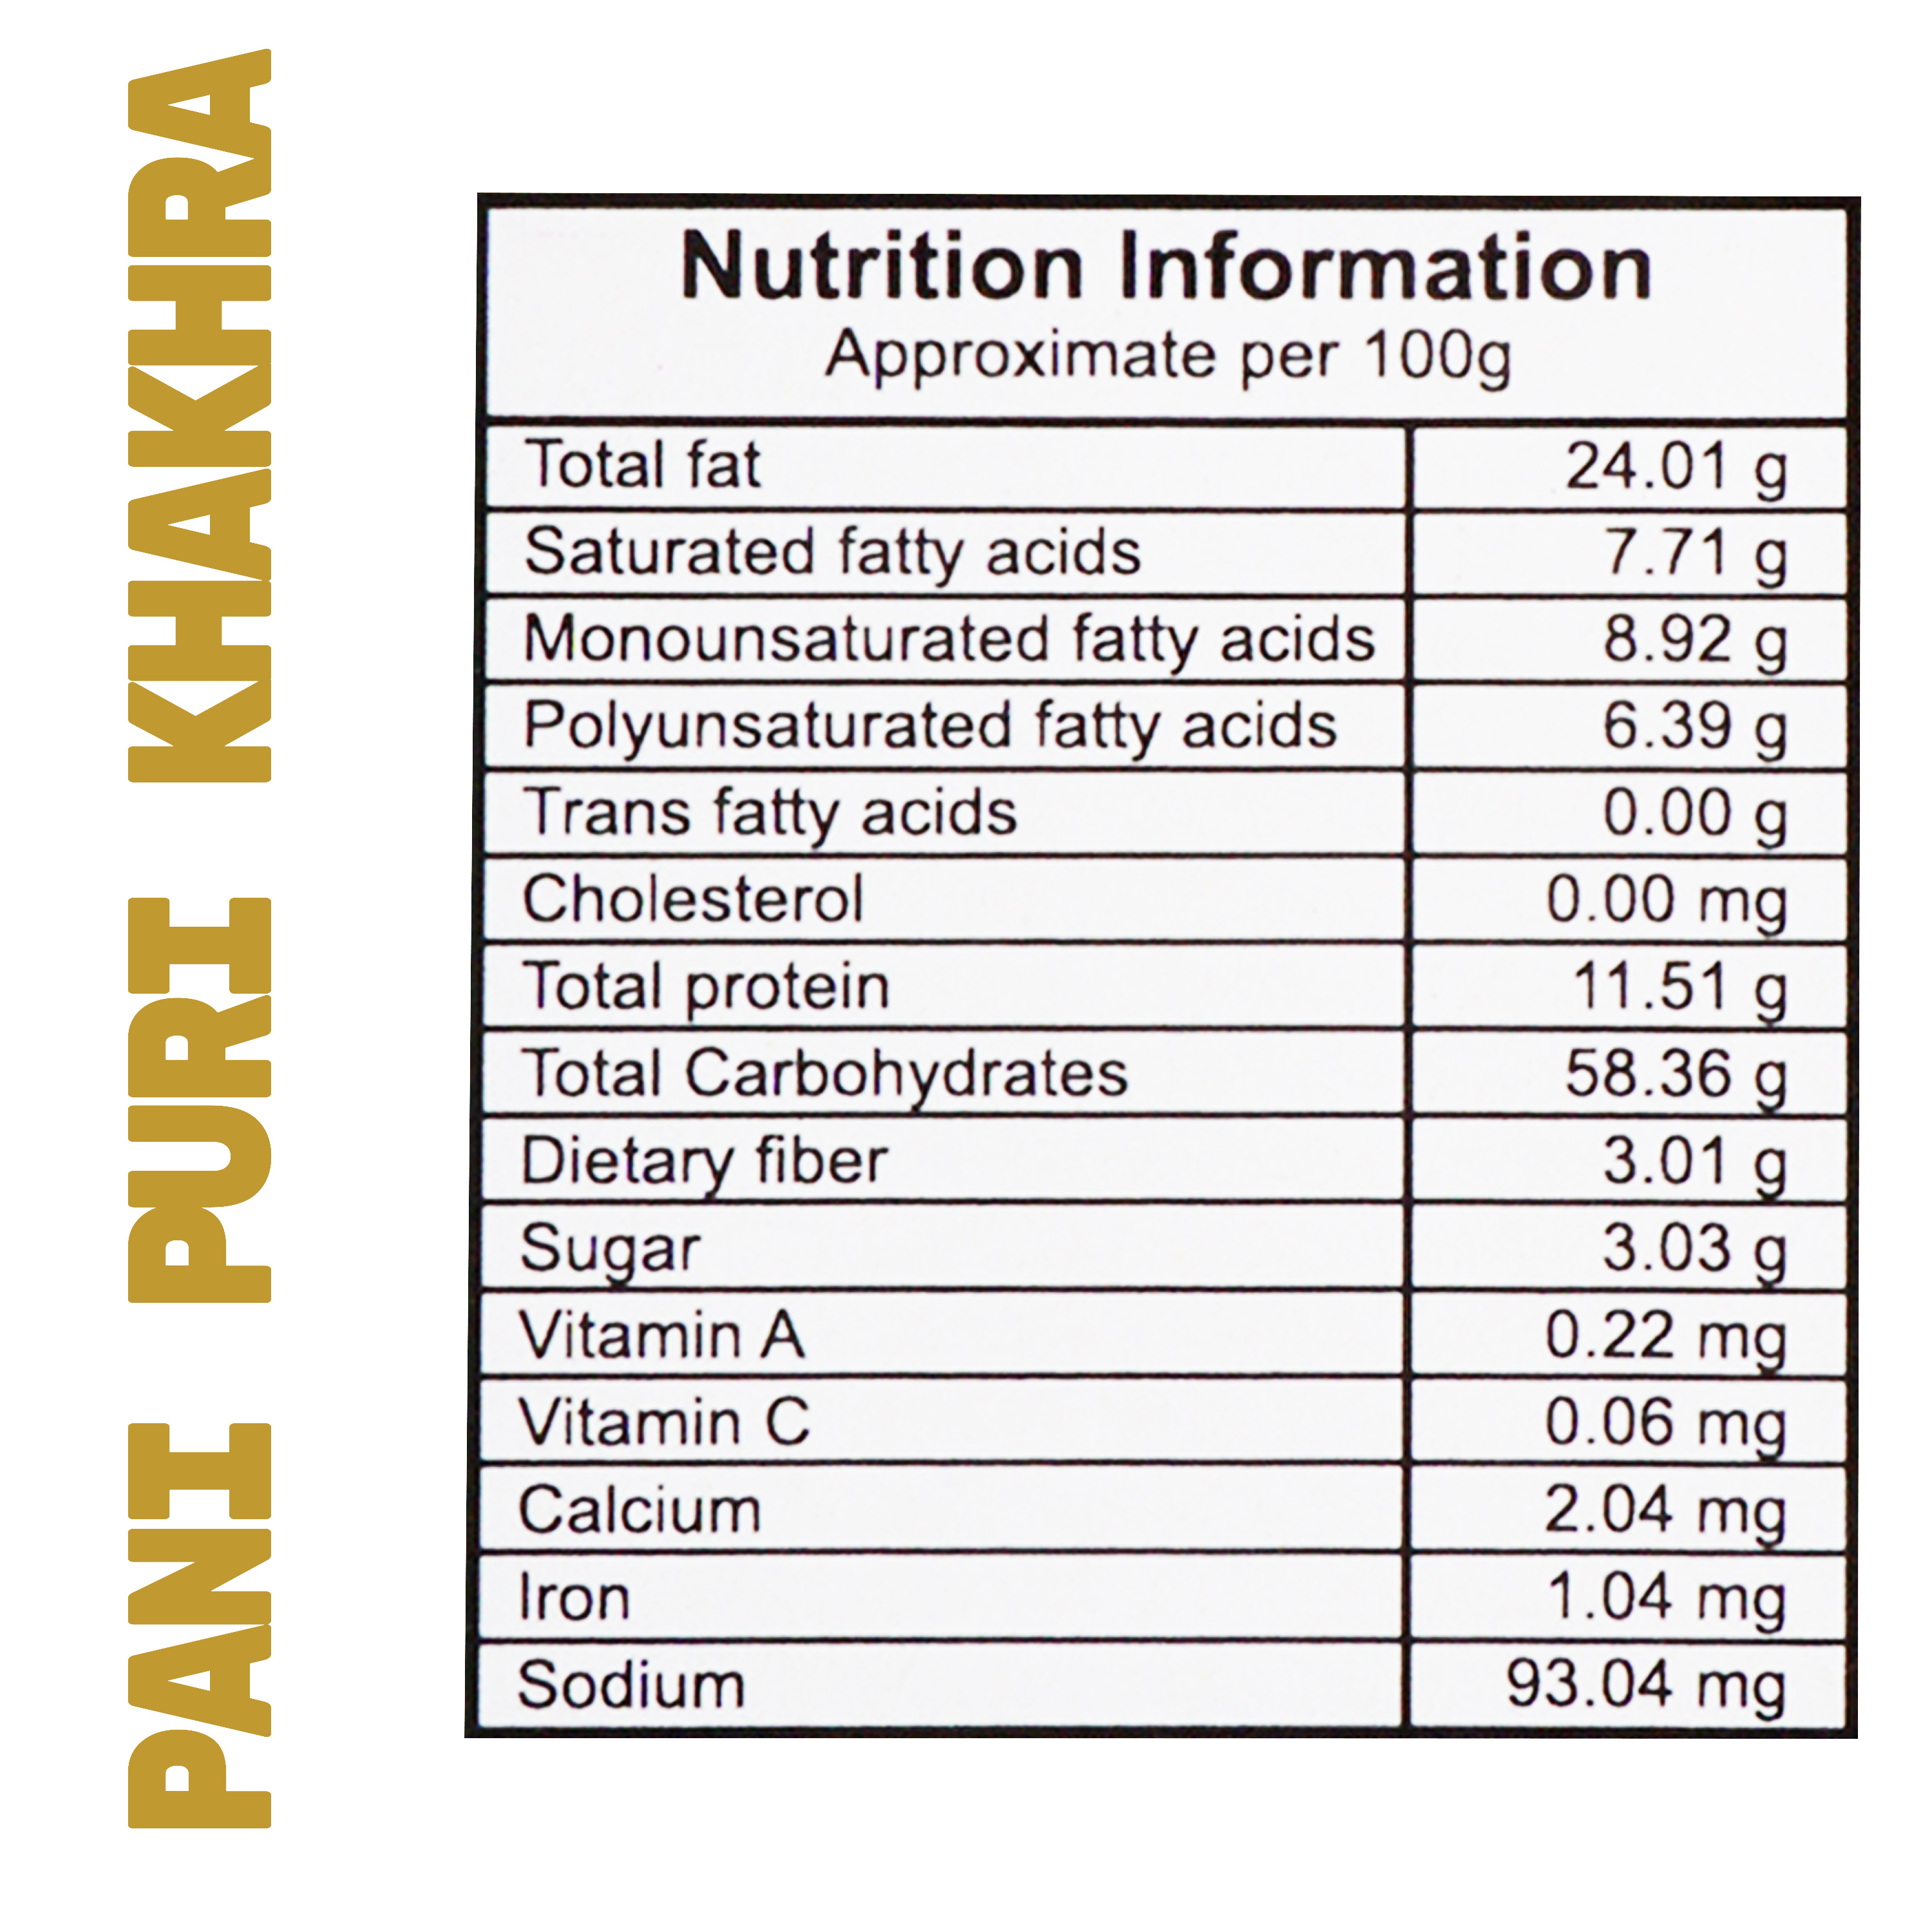 PANI PURI KHAKHRA
Nutrition Information
Approximate per 100g
Total fat 24.01 g
Saturated fatty acids 7.71 g
Monounsaturated fatty acids 8.92 g
Polyunsaturated fatty acids 6.39 g
Trans fatty acids 0.00 g
Cholesterol 0.00 mg
Total protein 11.51 g
Total Carbohydrates 58.36 g
Dietary fiber 3.01 g
Sugar 3.03 g
Vitamin A 0.22 mg
Vitamin C 0.06 mg
Calcium 2.04 mg
Iron 1.04 mg
Sodium 93.04 mg